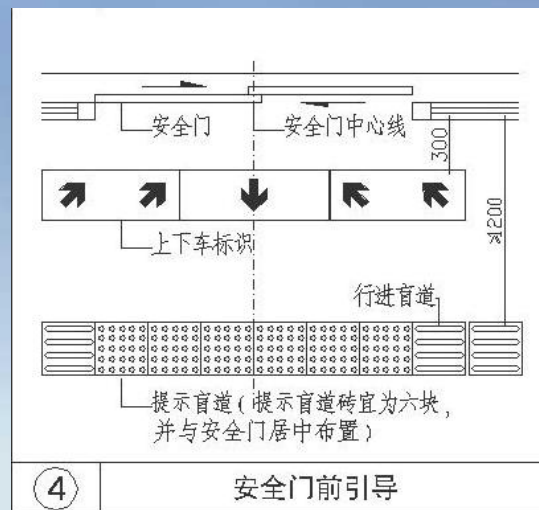 安全门
安全门中心线
300
≥1200
上下车标识
行进盲道
提示盲道(提示盲道砖宜为六块,
并与安全门居中布置)
4
安全门前引导